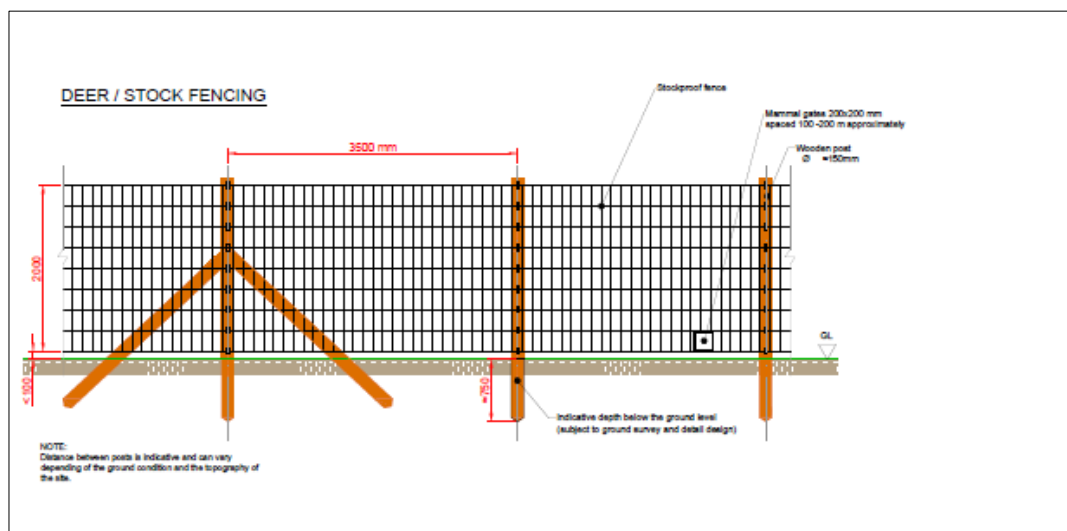 DEER / STOCK FENCING
Stockproof fence
Mammal gates 200x200 mm
spaced 100 -200 m approximately
3500 mm
Wooden post
Ø ≈150mm
2000
GL
≤100
≈750
Indicative depth below the ground level
(subject to ground survey and detail design)
NOTE:
Distance between posts is indicative and can vary
depending of the ground condition and the topography of
the site.